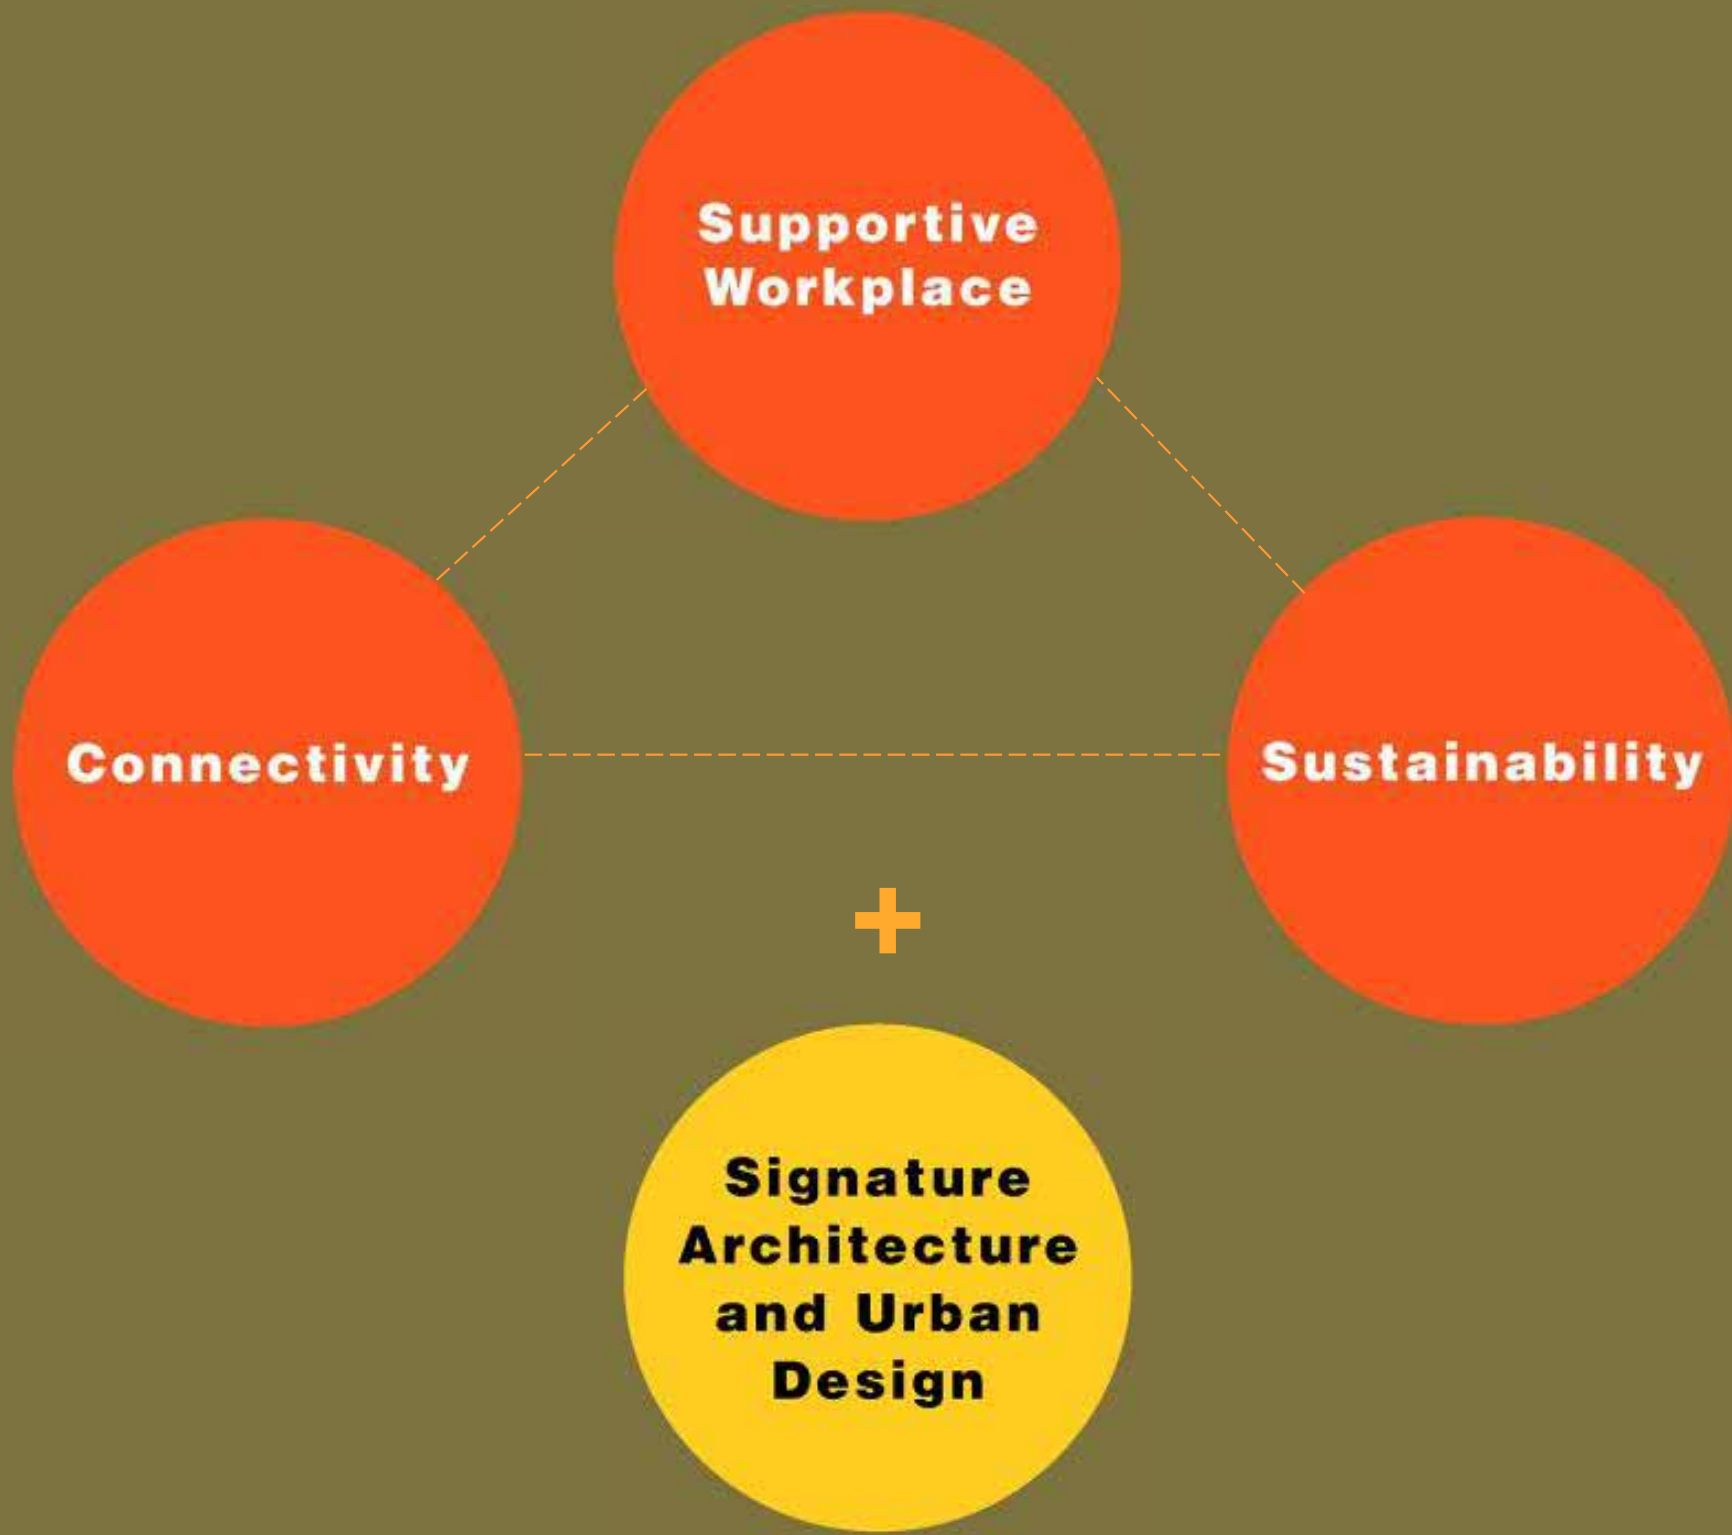 Supportive
Workplace
Connectivity
Sustainability
+
Signature
Architecture
and Urban
Design